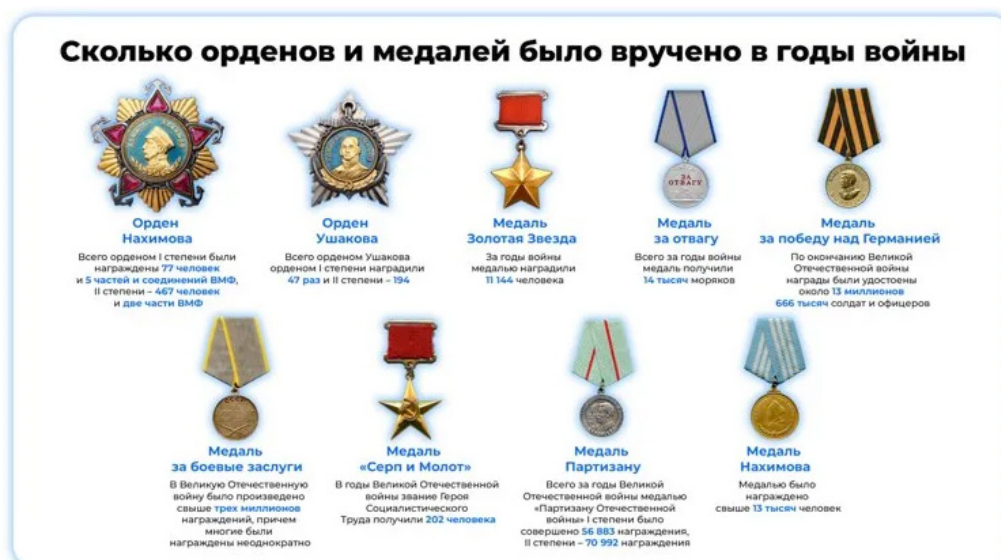 Сколько орденов и медалей было вручено в годы войны
ЗА
ОТВАГУ
Орден
Нахимова
Всего орденом I степени были
награждены 77 человек
и 5 частей и соединений ВМФ,
II степени – 467 человек
и две части ВМФ
Орден
Ушакова
Всего орденом Ушакова
орденом I степени наградили
47 раз и II степени – 194
Медаль
Золотая Звезда
За годы войны
медалью наградили
11 144 человека
Медаль
за отвагу
Всего за годы войны
медаль получили
14 тысяч моряков
Медаль
за победу над Германией
По окончанию Великой
Отечественной войны
награды были удостоены
около 13 миллионов
666 тысяч солдат и офицеров
Медаль
за боевые заслуги
В Великую Отечественную
войну было произведено
свыше трех миллионов
награждений, причем
многие были
награждены неоднократно
Медаль
«Серп и Молот»
В годы Великой Отечественной
войны звание Героя
Социалистического
Труда получили 202 человека
Медаль
Партизану
Всего за годы Великой
Отечественной войны медалью
«Партизану Отечественной
войны» I степени было
совершено 56 883 награждения,
II степени – 70 992 награждения
Медаль
Нахимова
Медалью было
награждено
свыше 13 тысяч человек